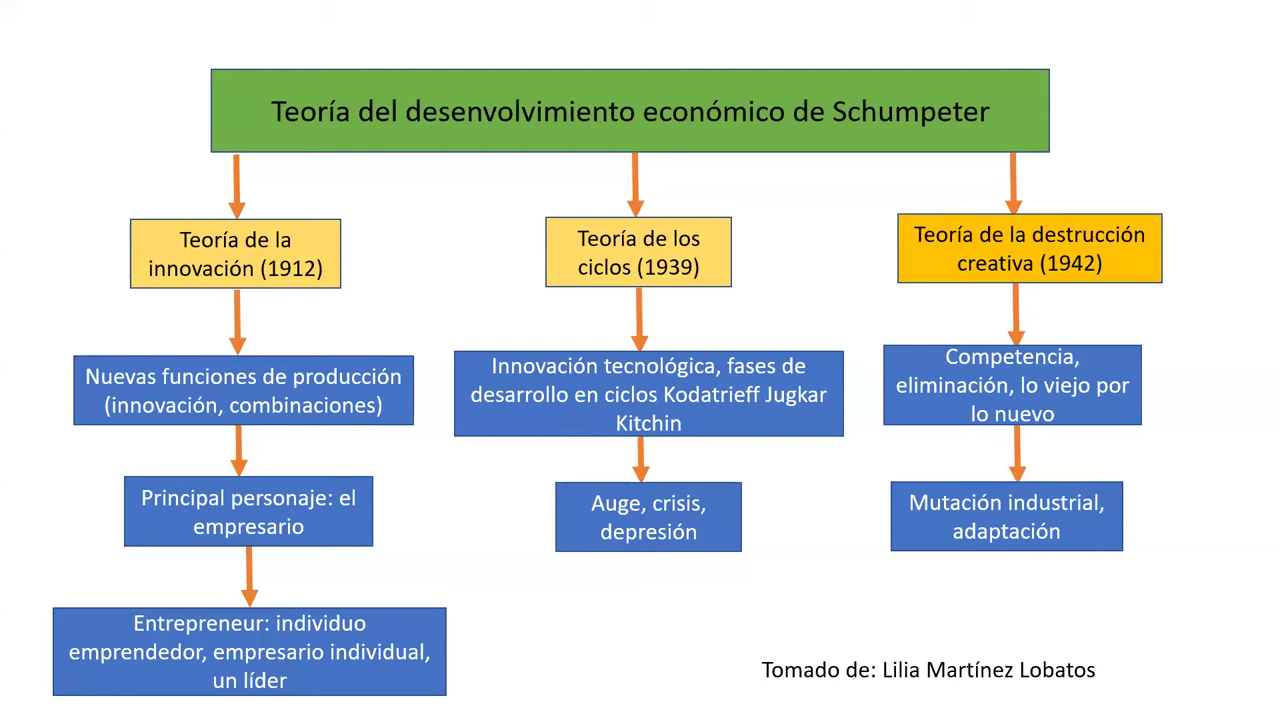 Teoría del desenvolvimiento económico de Schumpeter
Teoría de la
innovación (1912)
Nuevas funciones de producción
(innovación, combinaciones)
Principal personaje: el
empresario
Entrepreneur: individuo
emprendedor, empresario individual,
un líder
Teoría de los
ciclos (1939)
Innovación tecnológica, fases de
desarrollo en ciclos Kodatrieff Jugkar
Kitchin
Auge, crisis,
depresión
Teoría de la destrucción
creativa (1942)
Competencia,
eliminación, lo viejo por
lo nuevo
Mutación industrial,
adaptación
Tomado de: Lilia Martínez Lobatos